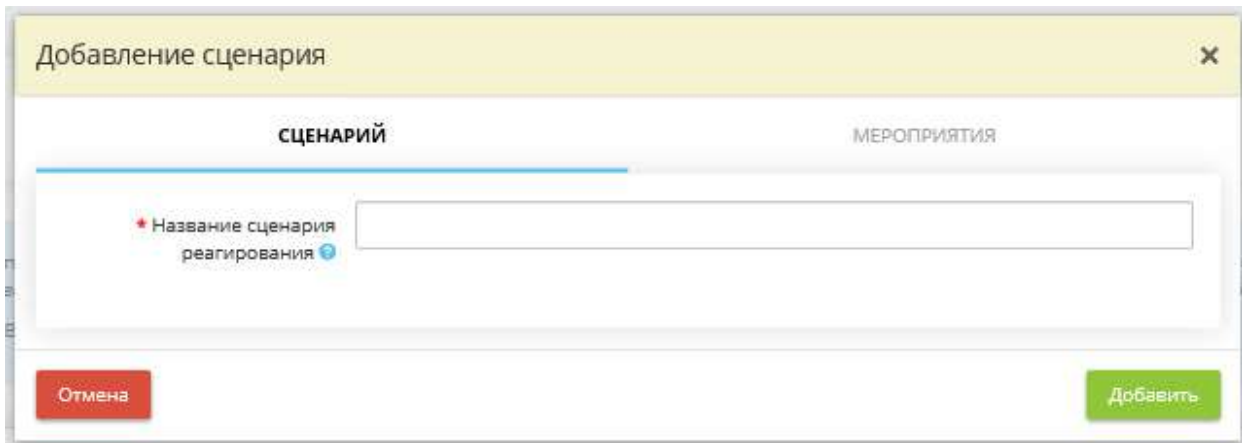 Добавление сценария
СЦЕНАРИЙ
МЕРОПРИЯТИЯ
* Название сценария
реагирования
Отмена
Добавить